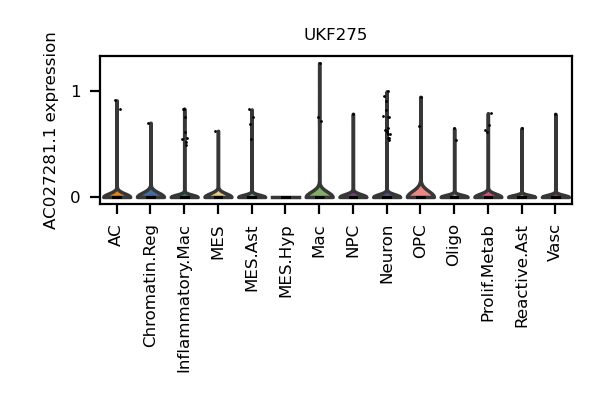 UKF275
AC027281.1 expression
1
0
AC
Chromatin.Reg
Inflammatory.Mac
MES
MES.Ast
MES.Hyp
Mac
NPC
Neuron
OPC
Oligo
Prolif.Metab
Reactive.Ast
Vasc